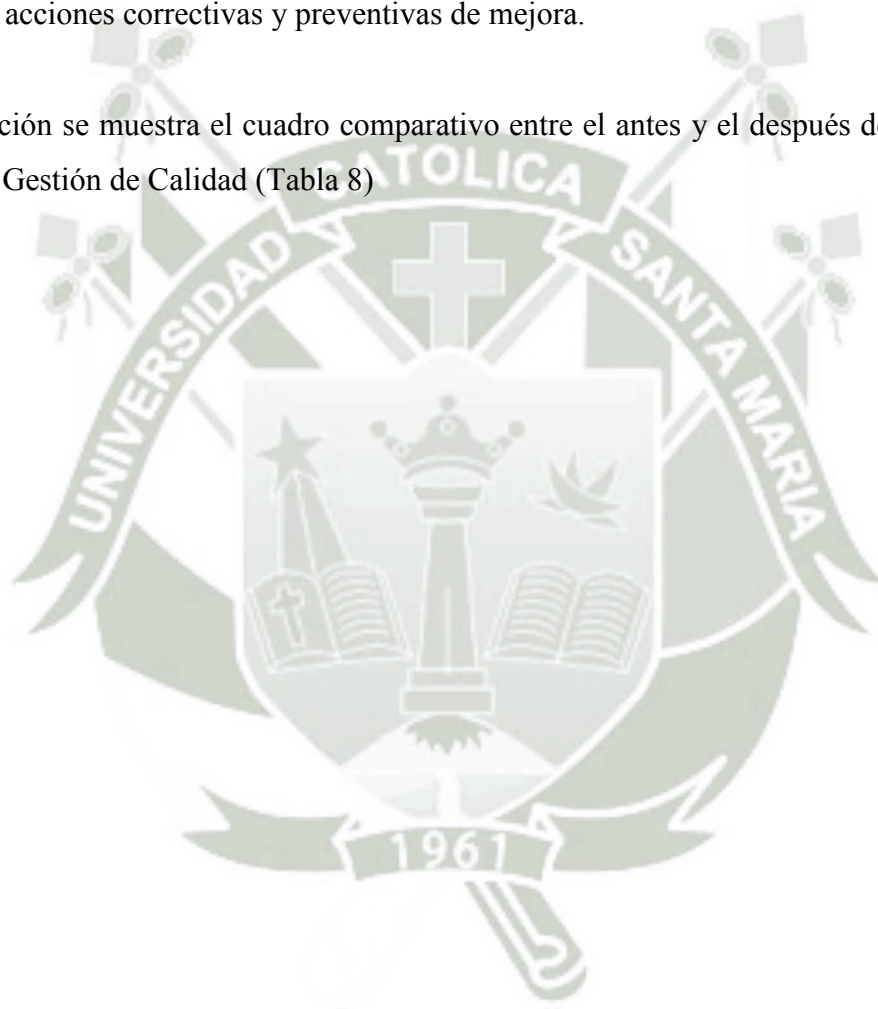 acciones correctivas y preventivas de mejora.
ción se muestra el cuadro comparativo entre el antes y el después d
Gestión de Calidad (Tabla 8)
CATOLICA
UNIVERSIDAD
SANTA MARIA
1961